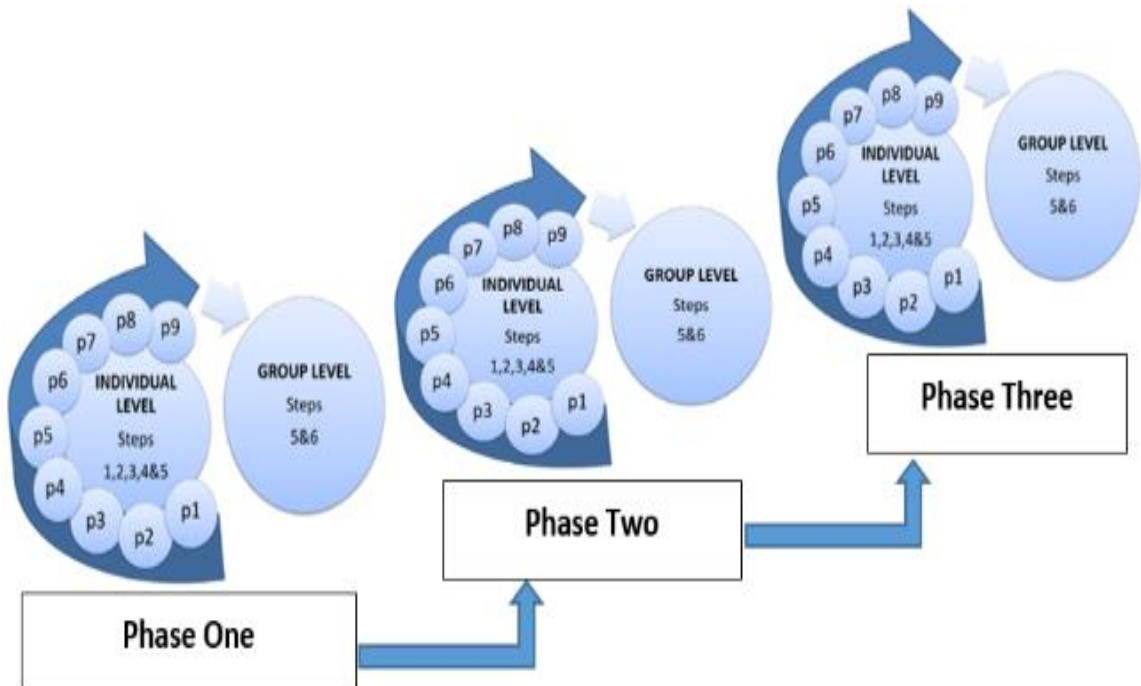 p1
p2
p3
p4
p5
p6
p7
p8
p9
INDIVIDUAL
LEVEL
Steps
1,2,3,4&5
GROUP LEVEL
Steps
5&6
Phase One
p1
p2
p3
p4
p5
p6
p7
p8
p9
INDIVIDUAL
LEVEL
Steps
1,2,3,4&5
GROUP LEVEL
Steps
5&6
Phase Two
p1
p2
p3
p4
p5
p6
p7
p8
p9
INDIVIDUAL
LEVEL
Steps
1,2,3,4&5
GROUP LEVEL
Steps
5&6
Phase Three